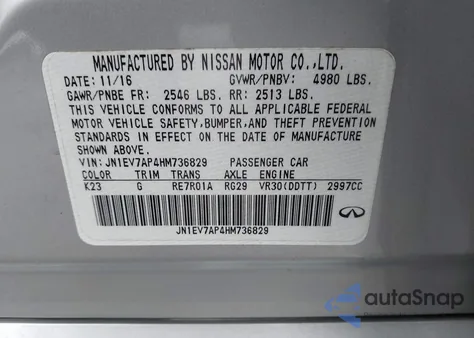 MANUFACTURED BY NISSAN MOTOR CO.,LTD.
DATE: 11/16 GVWR/PNBV: 4980 LBS.
GAWR/PNBE FR: 2546 LBS. RR: 2513 LBS.
THIS VEHICLE CONFORMS TO ALL APPLICABLE FEDERAL
MOTOR VEHICLE SAFETY,BUMPER,AND THEFT PREVENTION
STANDARDS IN EFFECT ON THE DATE OF MANUFACTURE
SHOWN ABOVE.
VIN: JN1EV7AP4HM736829 PASSENGER CAR
COLOR TRIM TRANS AXLE ENGINE
K23 G RE7R01A RG29 VR30(DDTT) 2997CC
JN1EV7AP4HM736829
autoSnap